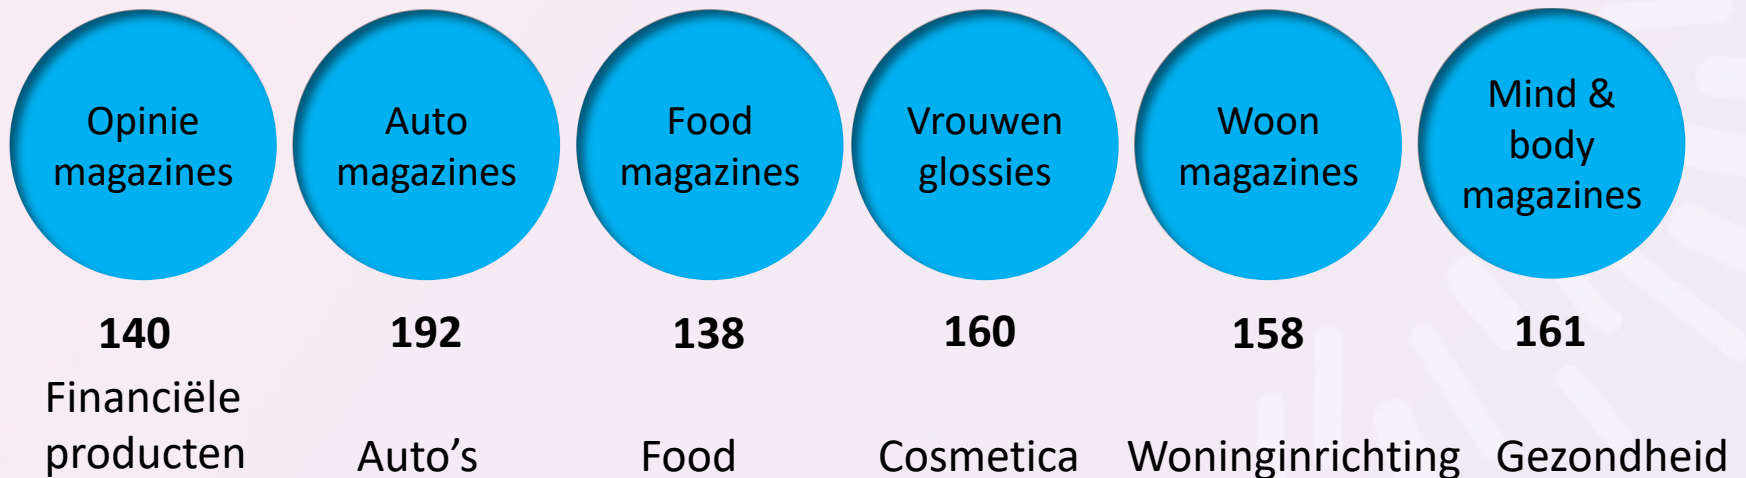 Opinie
magazines
Auto
magazines
Food
magazines
Vrouwen
glossies
Woon
magazines
Mind &
body
magazines
140
192
138
160
158
161
Financiële
producten
Auto’s
Food
Cosmetica
Woninginrichting
Gezondheid